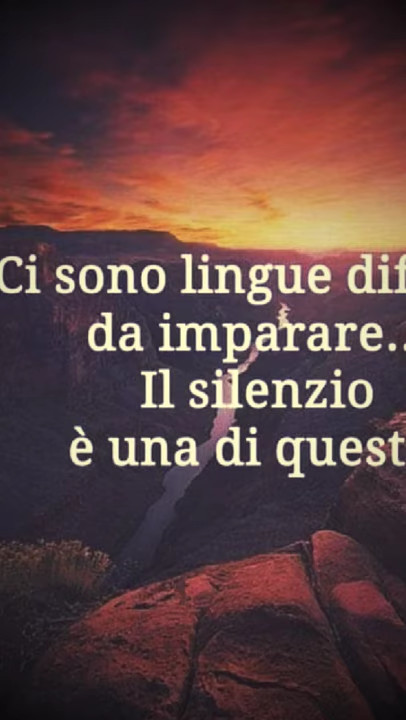 Ci sono lingue dif
da imparare..
Il silenzio
è una di quest